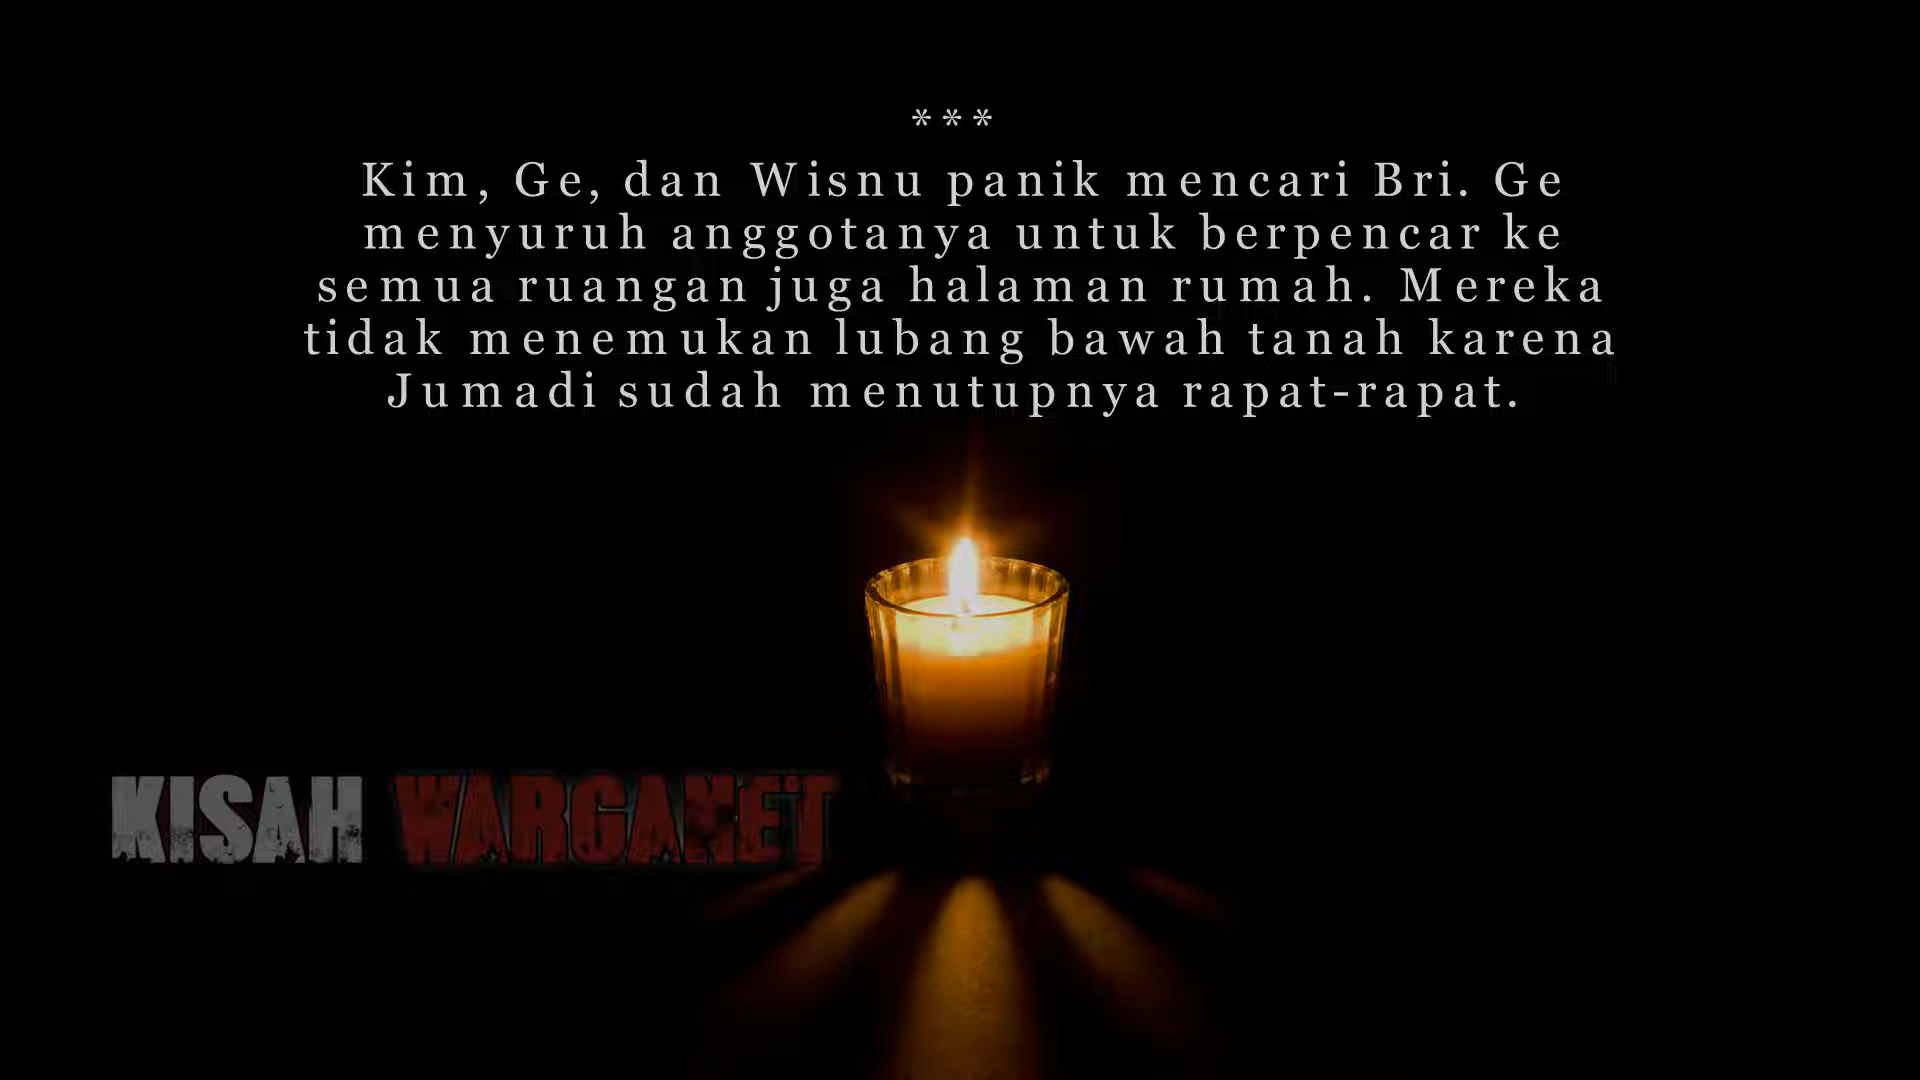 ***
Kim, Ge, dan Wisnu panik mencari Bri. Ge
menyuruh anggotanya untuk berpencar ke
semua ruangan juga halaman rumah. Mereka
tidak menemukan lubang bawah tanah karena
Jumadi sudah menutupnya rapat-rapat.
KISAH WARGANET